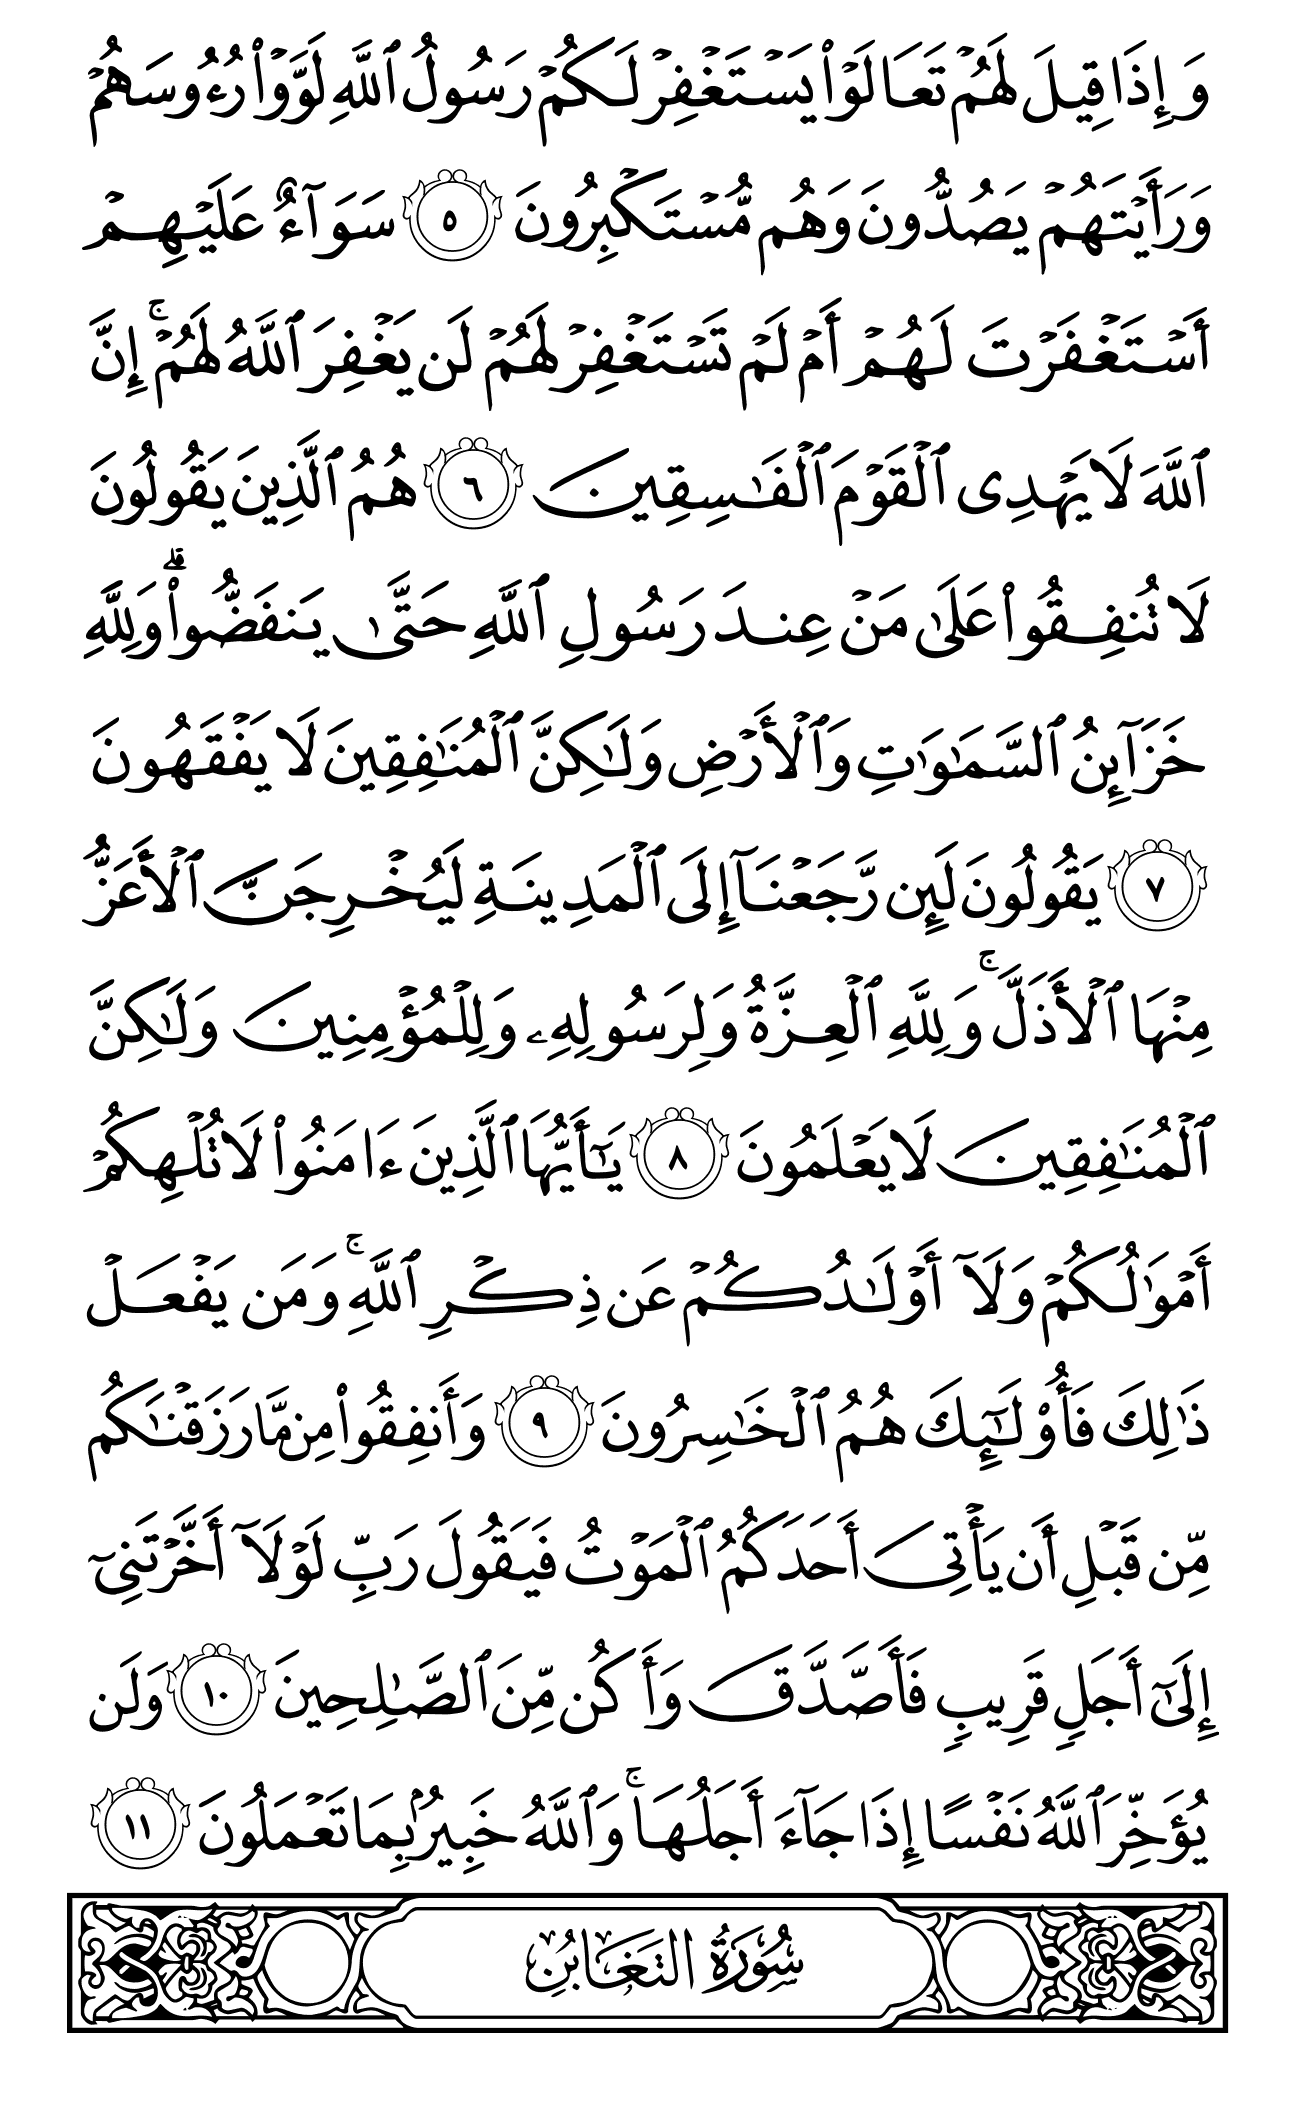 وَإِذَا قِيلَ لَهُمۡ تَعَالَوۡاْ يَسۡتَغۡفِرۡ لَكُمۡ رَسُولُ ٱللَّهِ لَوَّوۡاْ رُءُوسَهُمۡ
وَرَأَيۡتَهُمۡ يَصُدُّونَ وَهُم مُّسۡتَكۡبِرُونَ ٥ سَوَآءٌ عَلَيۡهِمۡ
أَسۡتَغۡفَرۡتَ لَهُمۡ أَمۡ لَمۡ تَسۡتَغۡفِرۡ لَهُمۡ لَن يَغۡفِرَ ٱللَّهُ لَهُمۡۚ إِنَّ
ٱللَّهَ لَا يَهۡدِى ٱلۡقَوۡمَ ٱلۡفَٰسِقِينَ ٦ هُمُ ٱلَّذِينَ يَقُولُونَ
لَا تُنفِقُواْ عَلَىٰ مَنۡ عِندَ رَسُولِ ٱللَّهِ حَتَّىٰ يَنفَضُّواْۗ وَلِلَّهِ
خَزَآئِنُ ٱلسَّمَٰوَٰتِ وَٱلۡأَرۡضِ وَلَٰكِنَّ ٱلۡمُنَٰفِقِينَ لَا يَفۡقَهُونَ
٧ يَقُولُونَ لَئِن رَّجَعۡنَآ إِلَى ٱلۡمَدِينَةِ لَيُخۡرِجَنَّ ٱلۡأَعَزُّ
مِنۡهَا ٱلۡأَذَلَّۚ وَلِلَّهِ ٱلۡعِزَّةُ وَلِرَسُولِهِۦ وَلِلۡمُؤۡمِنِينَ وَلَٰكِنَّ
ٱلۡمُنَٰفِقِينَ لَا يَعۡلَمُونَ ٨ يَٰٓأَيُّهَا ٱلَّذِينَ ءَامَنُواْ لَا تُلۡهِكُمۡ
أَمۡوَٰلُكُمۡ وَلَآ أَوۡلَٰدُكُمۡ عَن ذِكۡرِ ٱللَّهِۚ وَمَن يَفۡعَلۡ
ذَٰلِكَ فَأُوْلَٰٓئِكَ هُمُ ٱلۡخَٰسِرُونَ ٩ وَأَنفِقُواْ مِن مَّا رَزَقۡنَٰكُم
مِّن قَبۡلِ أَن يَأۡتِىَ أَحَدَكُمُ ٱلۡمَوۡتُ فَيَقُولَ رَبِّ لَوۡلَآ أَخَّرۡتَنِىٓ
إِلَىٰٓ أَجَلٍ قَرِيبٍ فَأَصَّدَّقَ وَأَكُن مِّنَ ٱلصَّٰلِحِينَ ١٠ وَلَن
يُؤَخِّرَ ٱللَّهُ نَفۡسًا إِذَا جَآءَ أَجَلُهَاۚ وَٱللَّهُ خَبِيرُۢ بِمَا تَعۡمَلُونَ ١١
سُورَةُ التَّغَابُنِ